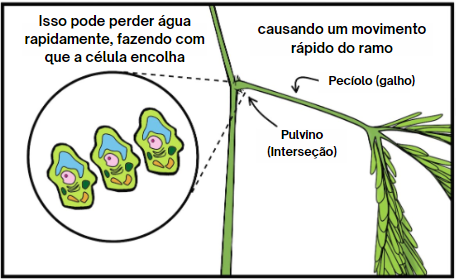 Isso pode perder água
rapidamente, fazendo com
que a célula encolha
causando um movimento
rápido do ramo
Pecíolo (galho)
Pulvino
(Interseção)